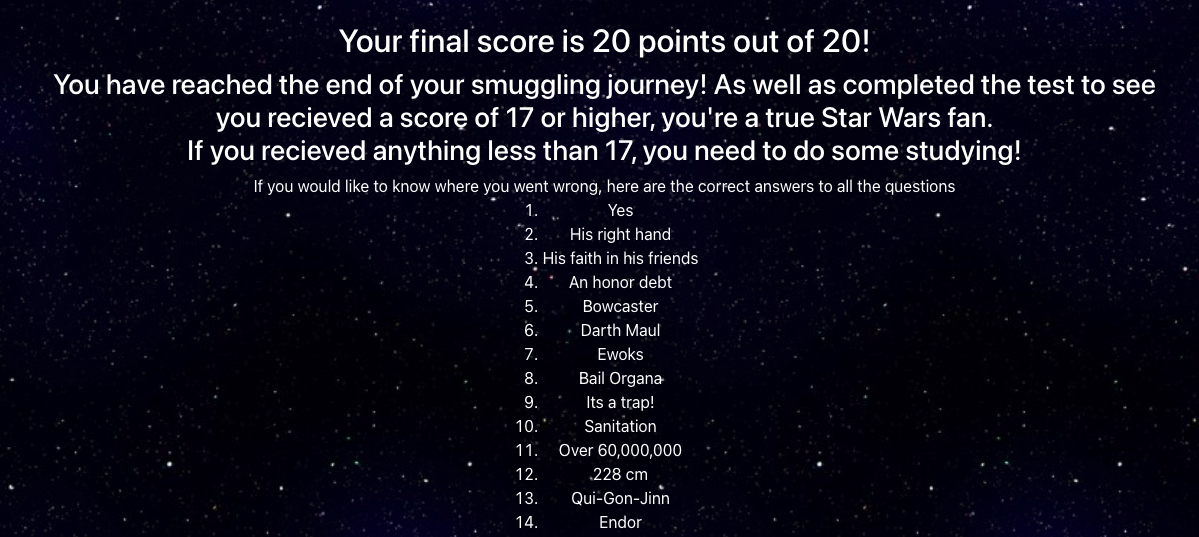 Your final score is 20 points out of 20!
You have reached the end of your smuggling journey! As well as completed the test to see
you recieved a score of 17 or higher, you're a true Star Wars fan.
If you recieved anything less than 17, you need to do some studying!
If you would like to know where you went wrong, here are the correct answers to all the questions
1. Yes
2. His right hand
3. His faith in his friends
4. An honor debt
5. Bowcaster
6. Darth Maul
7. Ewoks
8. Bail Organa
9. Its a trap!
10. Sanitation
11. Over 60,000,000
12. 228 cm
13. Qui-Gon-Jinn
14. Endor